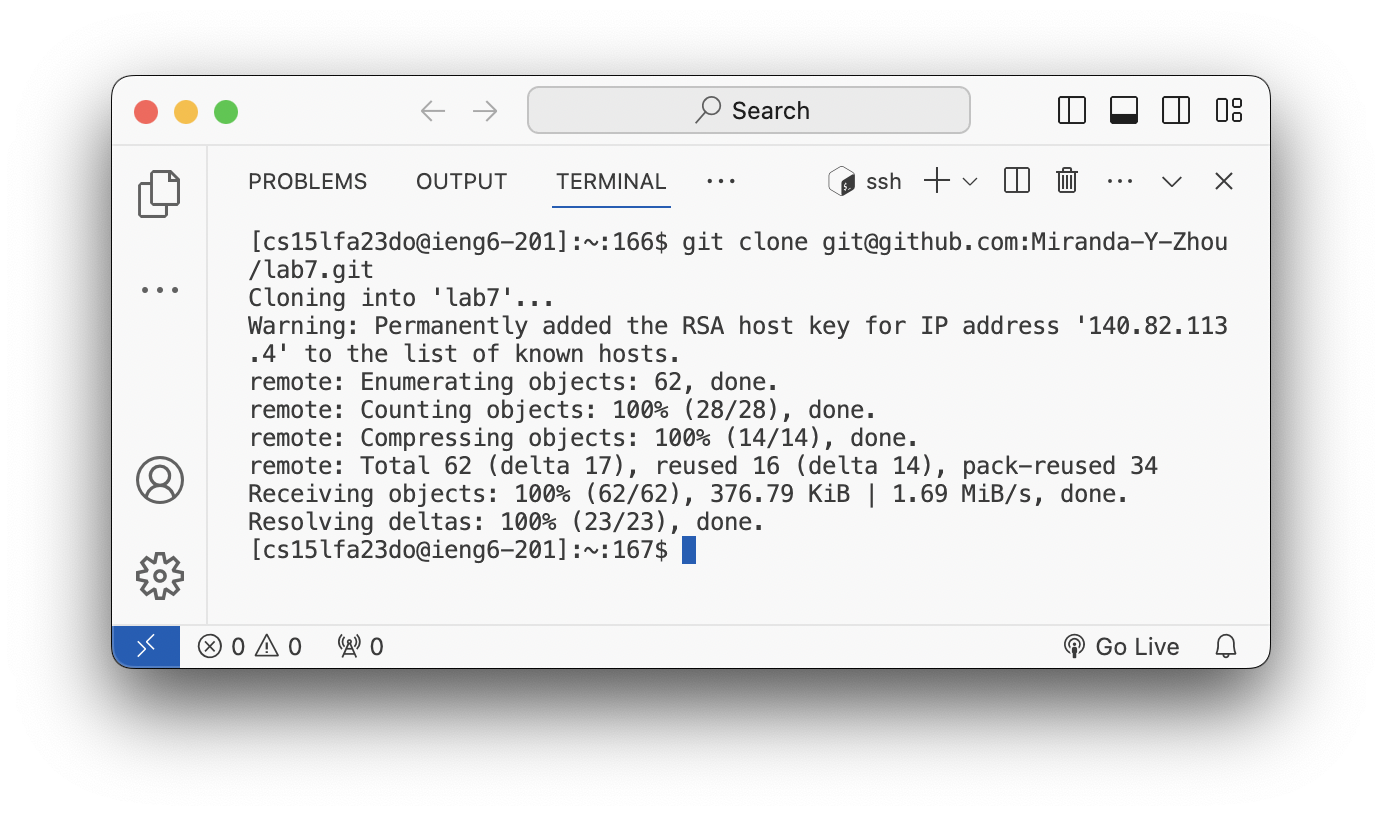 Search
PROBLEMS OUTPUT TERMINAL ··· ssh ···
[cs15lfa23do@ieng6-201]:~:166$ git clone git@github.com:Miranda-Y-Zhou
/lab7.git
Cloning into 'lab7'...
Warning: Permanently added the RSA host key for IP address '140.82.113
.4' to the list of known hosts.
remote: Enumerating objects: 62, done.
remote: Counting objects: 100% (28/28), done.
remote: Compressing objects: 100% (14/14), done.
remote: Total 62 (delta 17), reused 16 (delta 14), pack-reused 34
Receiving objects: 100% (62/62), 376.79 KiB | 1.69 MiB/s, done.
Resolving deltas: 100% (23/23), done.
[cs15lfa23do@ieng6-201]:~:167$
0 0 0 Go Live